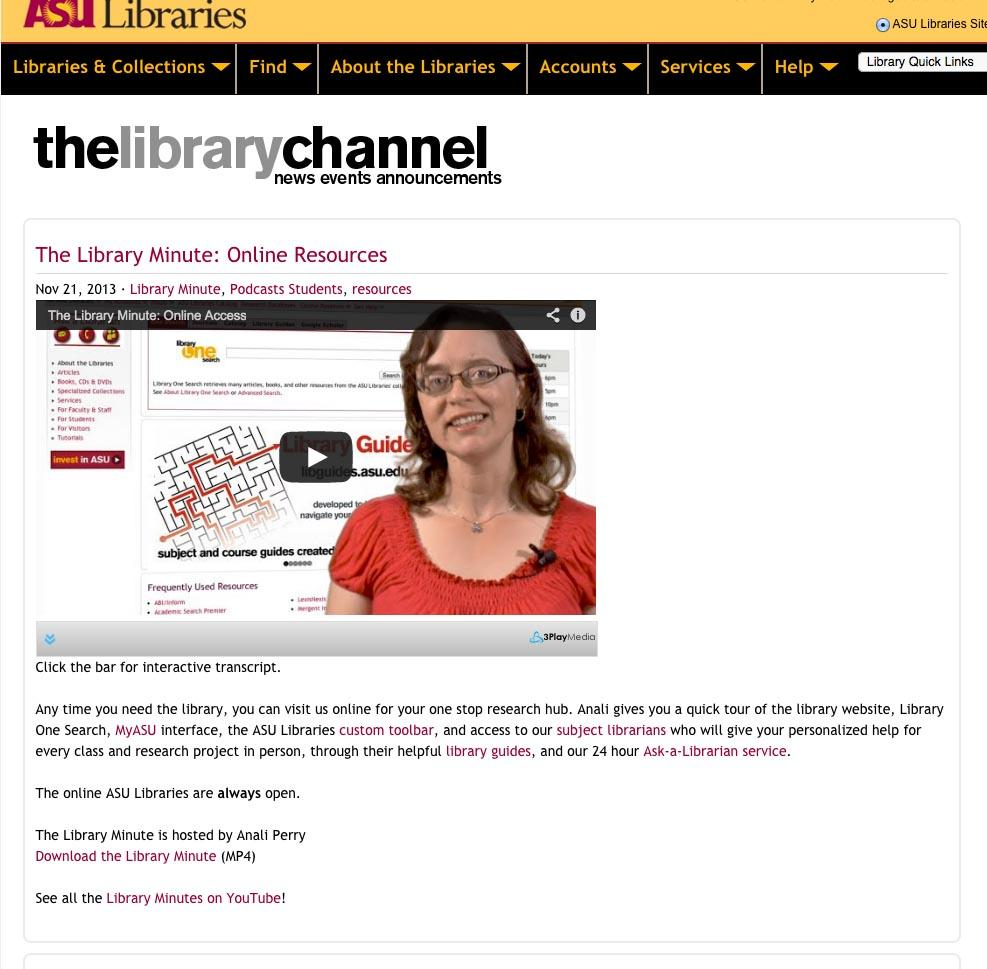 ASU Libraries
ASU Libraries Site
Libraries & Collections Find About the Libraries Accounts Services Help Library Quick Links
thelibrarychannel
news events announcements
The Library Minute: Online Resources
Nov 21, 2013 · Library Minute, Podcasts Students, resources
The Library Minute: Online Access
library
one
search
Search
Today's
Library One Search retrieves many articles, books, and other resources from the ASU Libraries'
See About Library One Search or Advanced Search.
About the Libraries
Articles
Books, CDs & DVDs
Specialized Collections
Services
For Faculty & Staff
For Students
For Visitors
Tutorials
invest in ASU
6pm
5pm
10pm
6pm
Library Guide
libguides.asu.edu
developed to
navigate your
subject and course guides created
Frequently Used Resources
ABI/Inform
Academic Search Premier
LexisNexis
Mergent
3PlayMedia
Click the bar for interactive transcript.
Any time you need the library, you can visit us online for your one stop research hub. Anali gives you a quick tour of the library website, Library
One Search, MyASU interface, the ASU Libraries custom toolbar, and access to our subject librarians who will give your personalized help for
every class and research project in person, through their helpful library guides, and our 24 hour Ask-a-Librarian service.
The online ASU Libraries are always open.
The Library Minute is hosted by Anali Perry
Download the Library Minute (MP4)
See all the Library Minutes on YouTube!